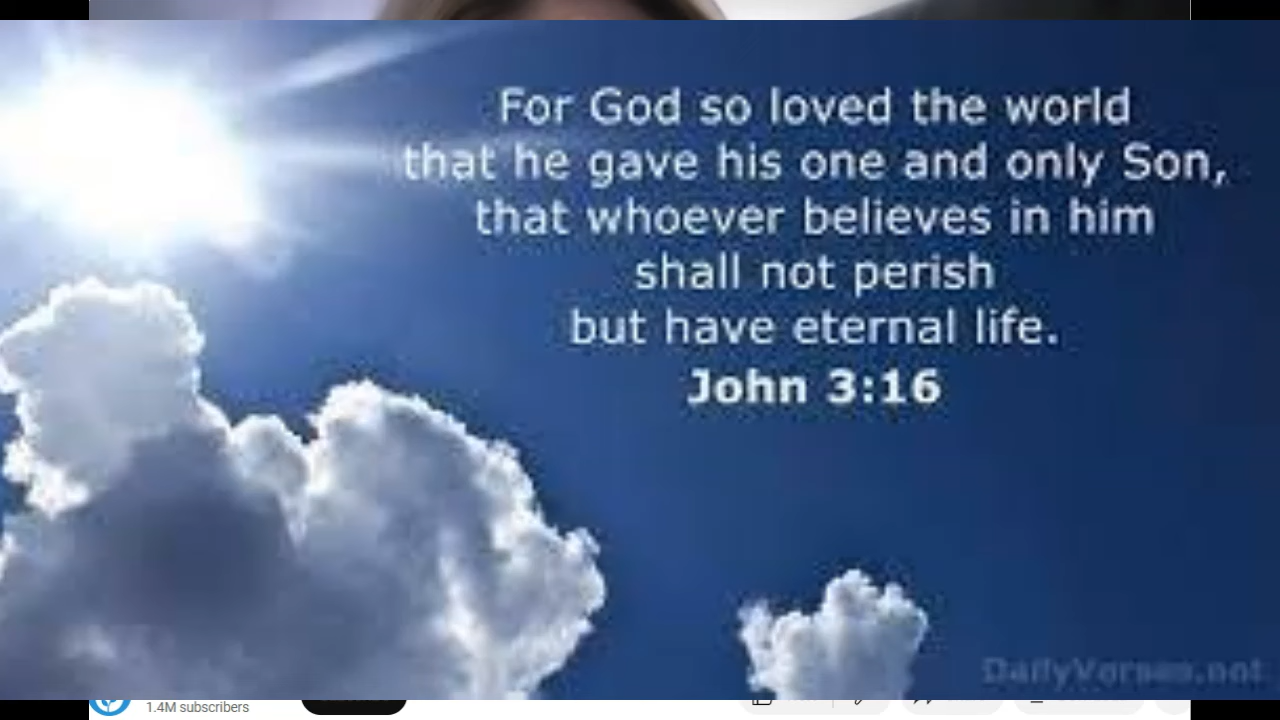 For God so loved the world
that he gave his one and only Son,
that whoever believes in him
shall not perish
but have eternal life.
John 3:16
DailyVerses.net
1.4M subscribers